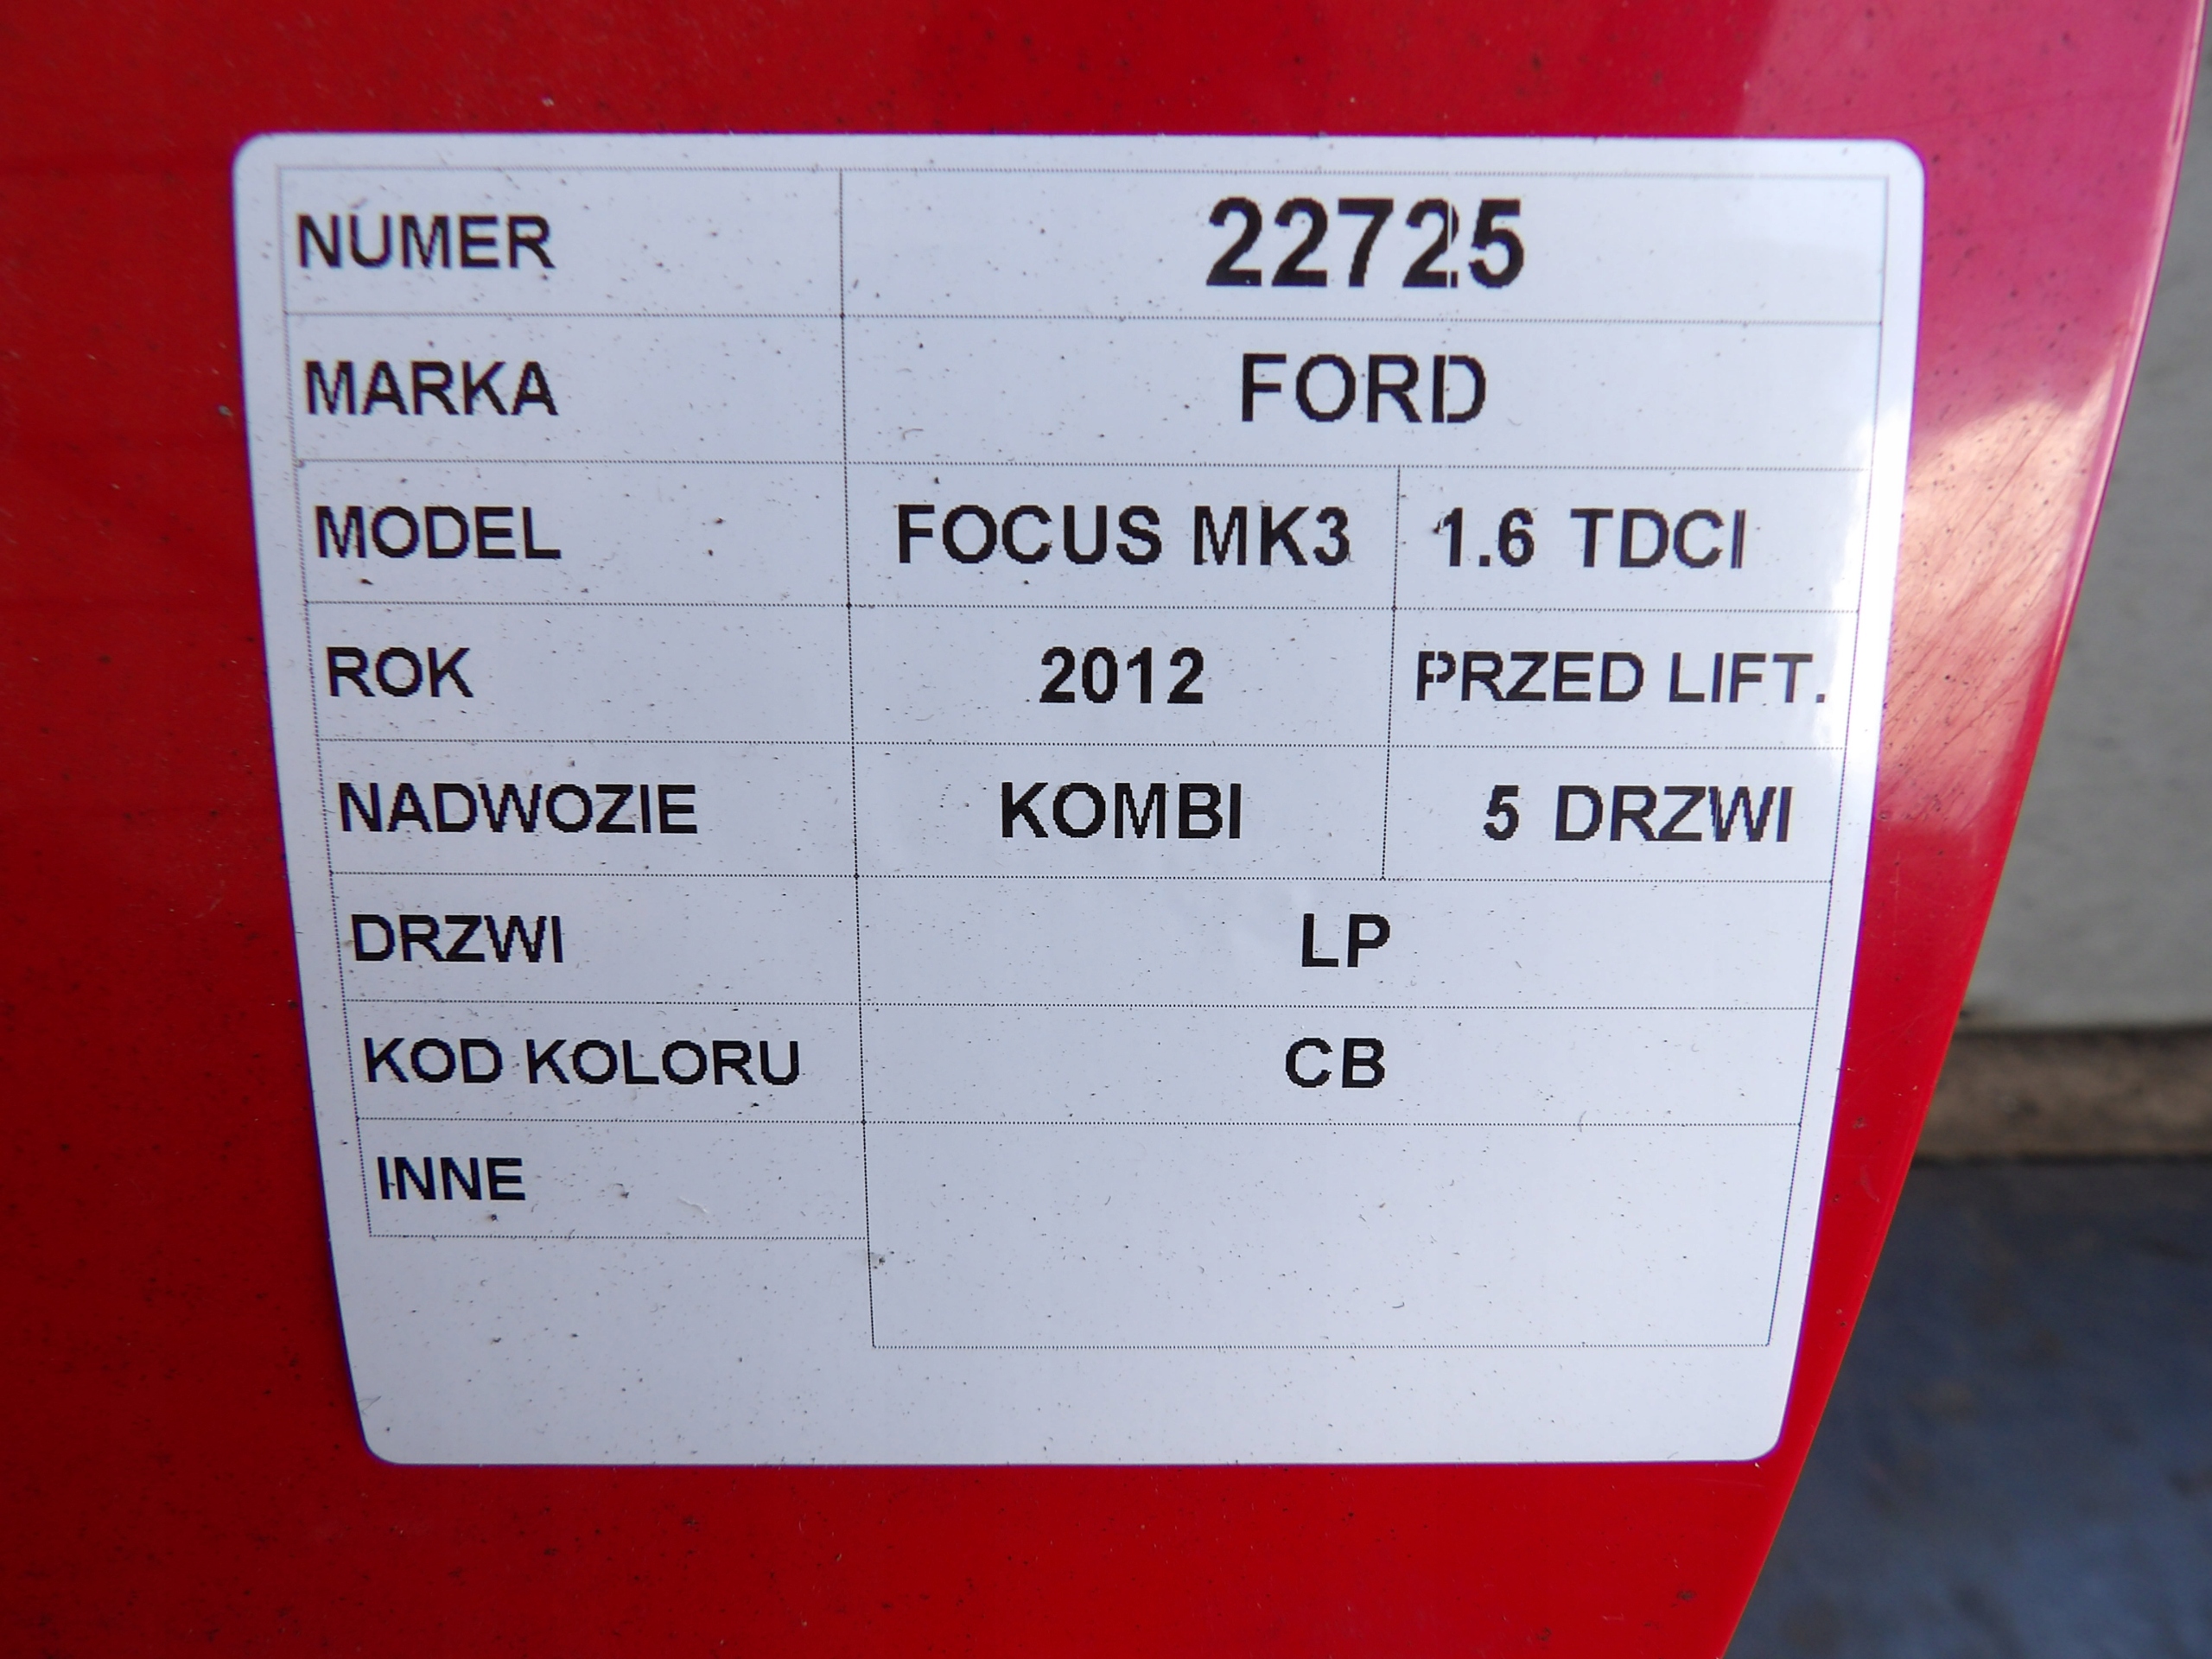 NUMER 22725
MARKA FORD
MODEL FOCUS MK3 1.6 TDCI
ROK 2012 PRZED LIFT.
NADWOZIE KOMBI 5 DRZWI
DRZWI LP
KOD KOLORU CB
INNE